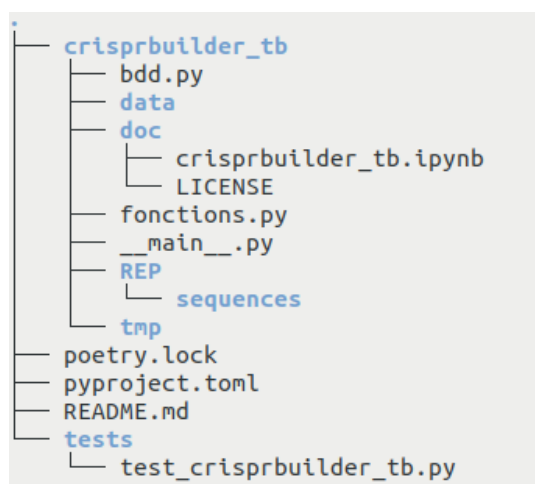 .
crisprbuilder_tb
bdd.py
data
doc
crisprbuilder_tb.ipynb
LICENSE
fonctions.py
__main__.py
REP
sequences
tmp
poetry.lock
pyproject.toml
README.md
tests
test_crisprbuilder_tb.py